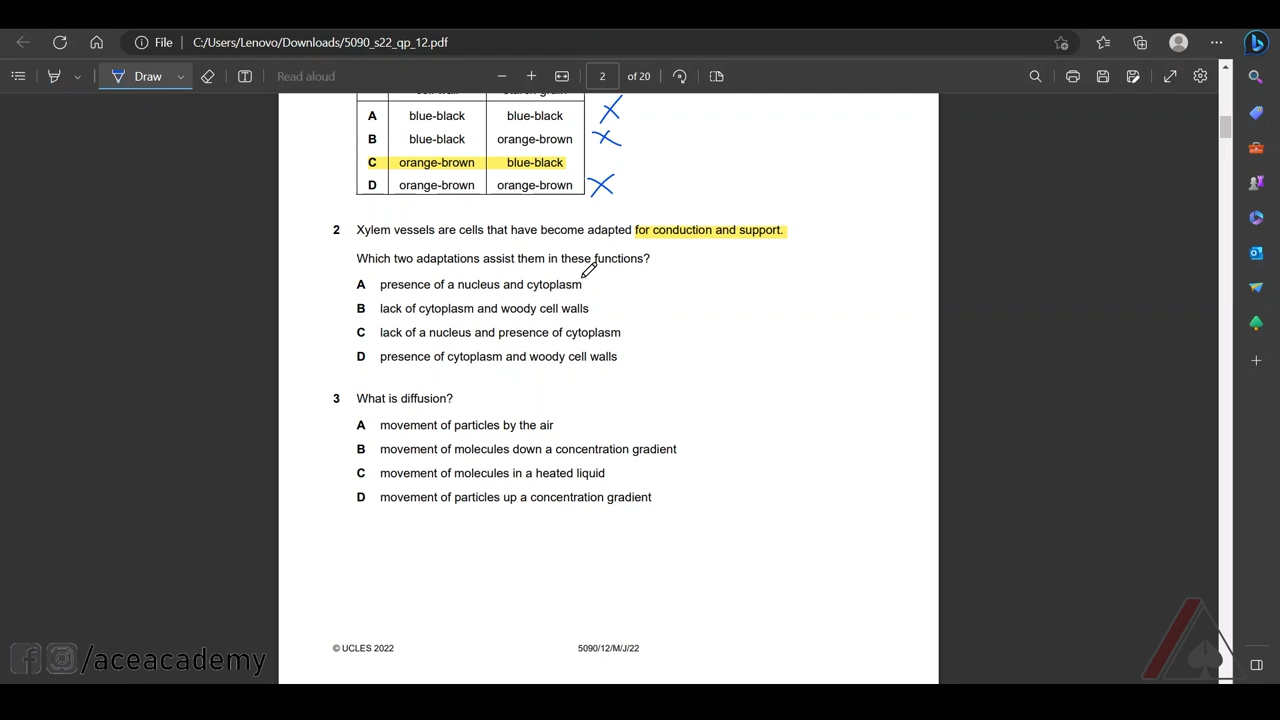 File C:/Users/Lenovo/Downloads/5090_s22_qp_12.pdf
Draw Read aloud 2 of 20
A blue-black blue-black
B blue-black orange-brown
C orange-brown blue-black
D orange-brown orange-brown
2 Xylem vessels are cells that have become adapted for conduction and support.
Which two adaptations assist them in these functions?
A presence of a nucleus and cytoplasm
B lack of cytoplasm and woody cell walls
C lack of a nucleus and presence of cytoplasm
D presence of cytoplasm and woody cell walls
3 What is diffusion?
A movement of particles by the air
B movement of molecules down a concentration gradient
C movement of molecules in a heated liquid
D movement of particles up a concentration gradient
© UCLES 2022 5090/12/M/J/22
/aceacademy